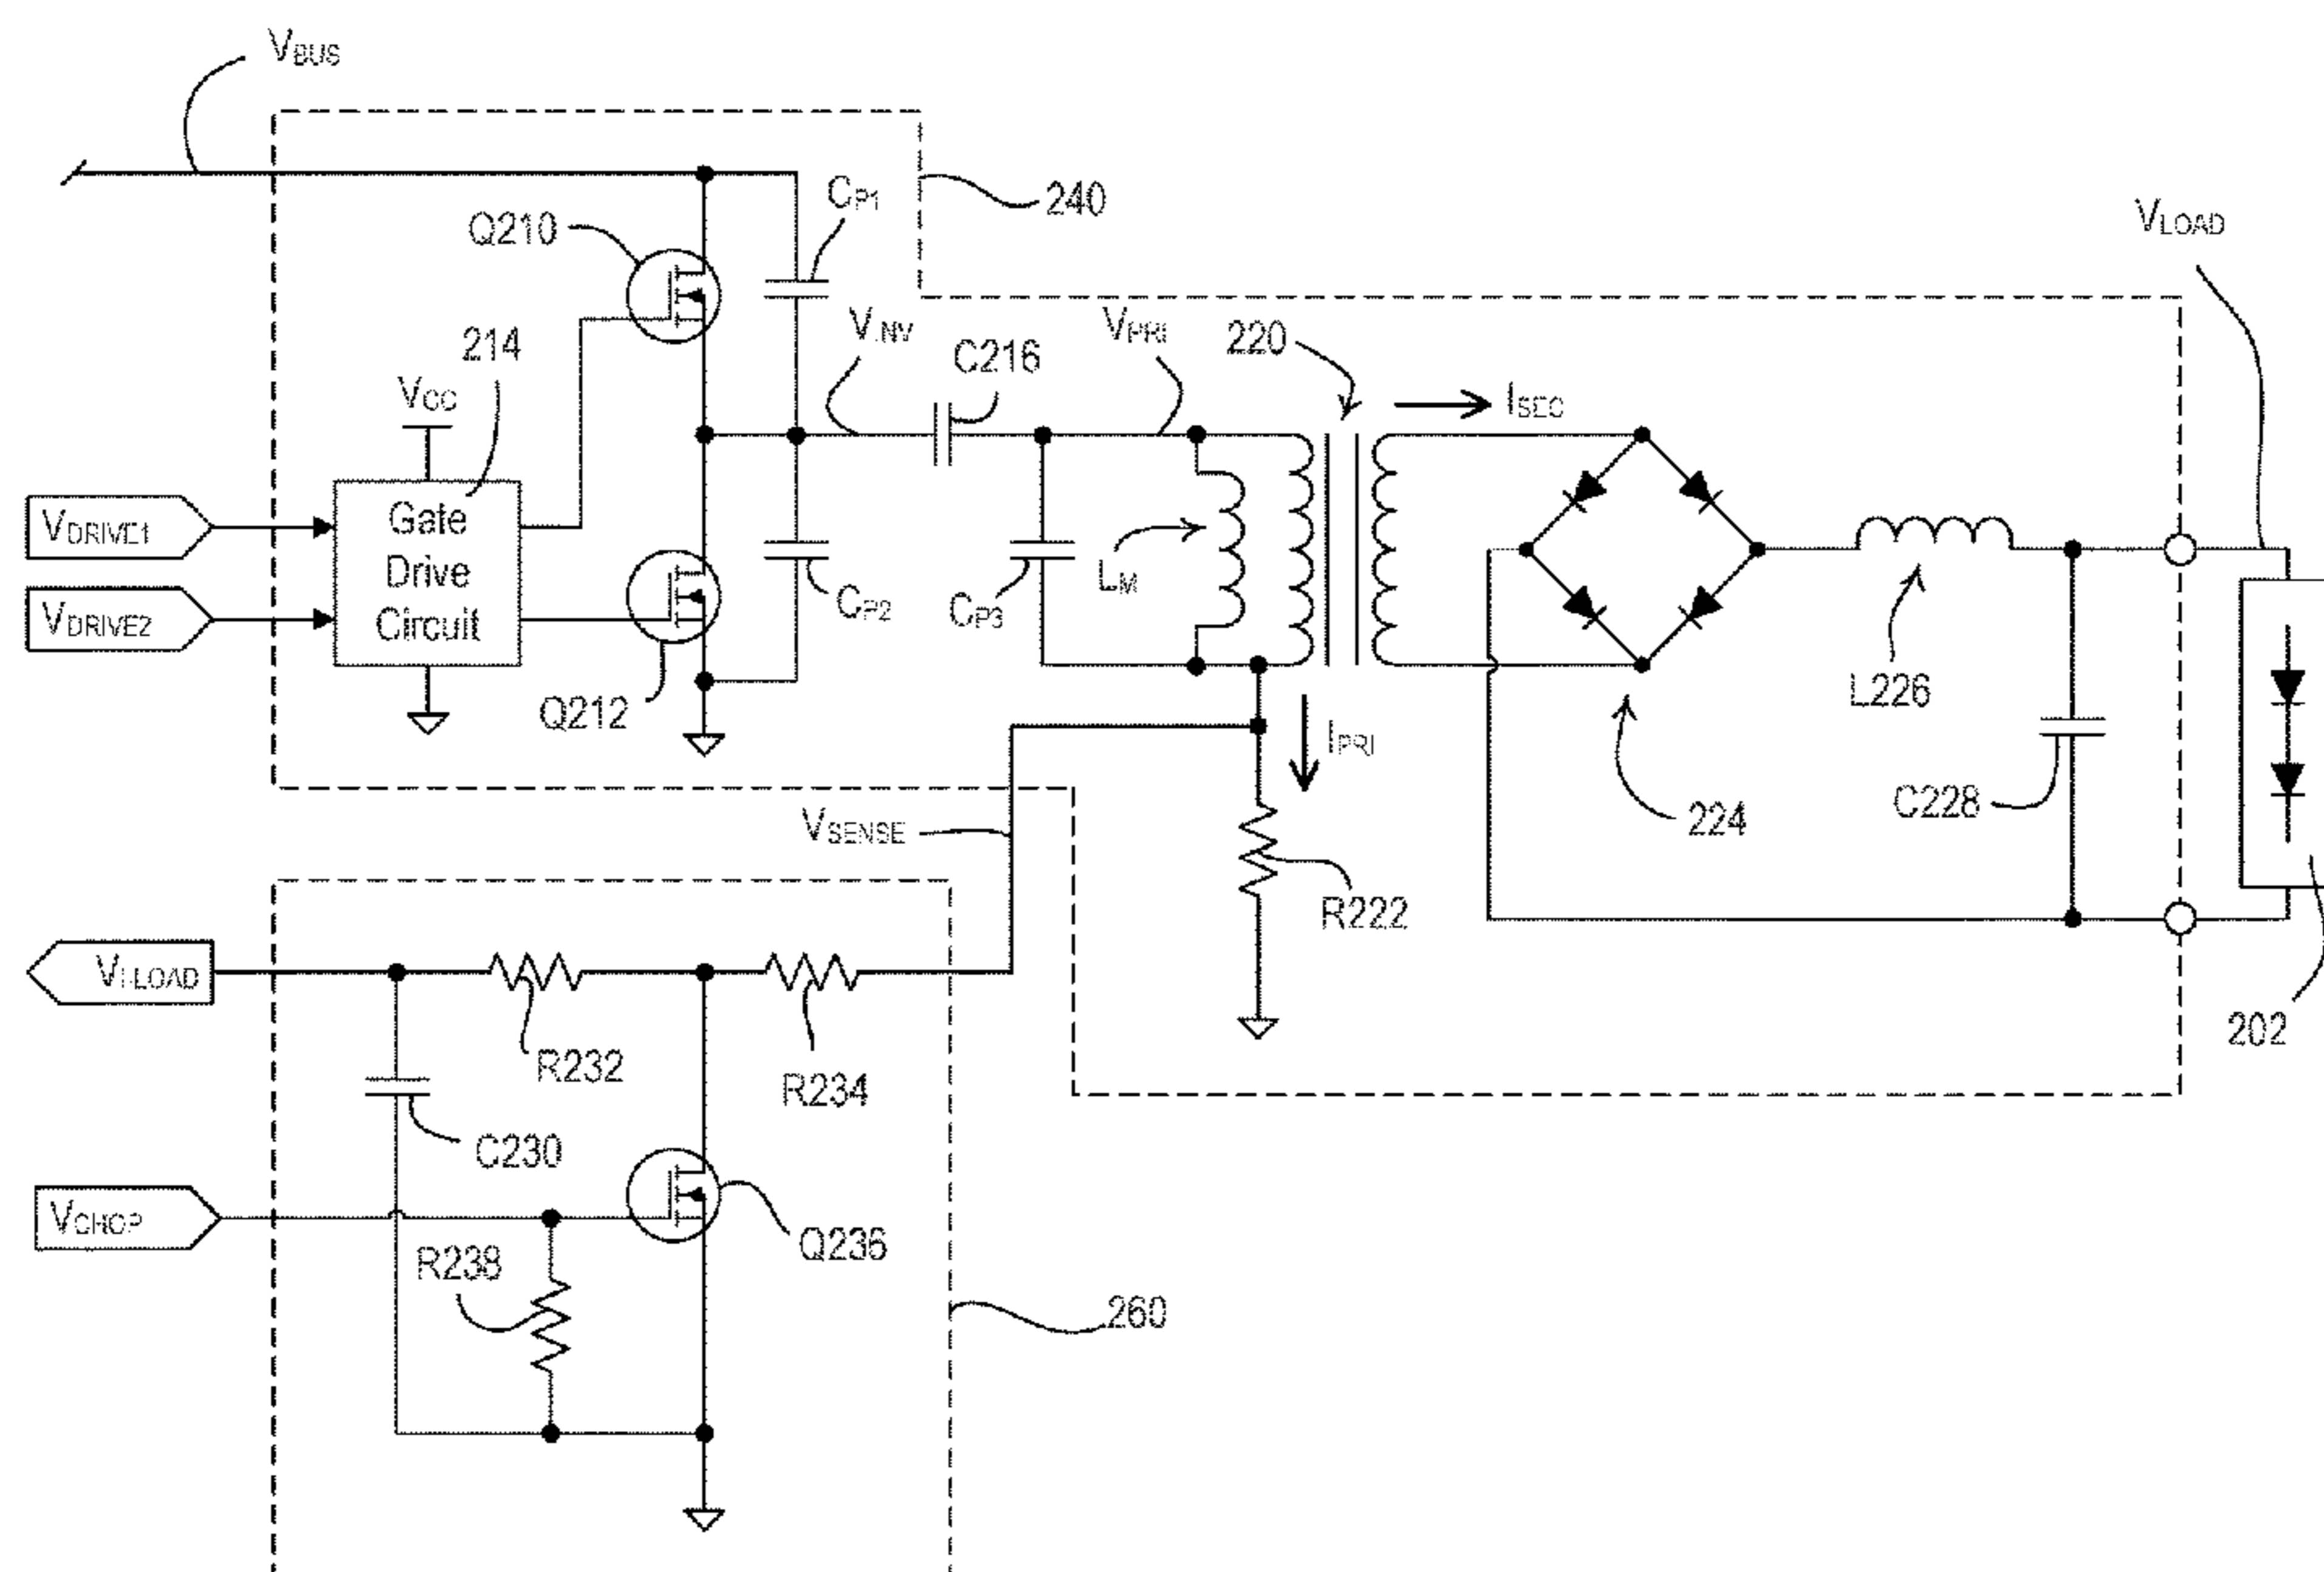 VBUS
CP1
240
Q210
VLOAD
VINV
VPRI
220
214
C216
VCC
ISEC
VDRIVE1
Gate
Drive
Circuit
VDRIVE2
CP2
CP3
LM
L226
Q212
IPRI
C228
224
VSENSE
R222
VI-LOAD
202
R232
R234
C230
VCHOP
Q236
R238
260